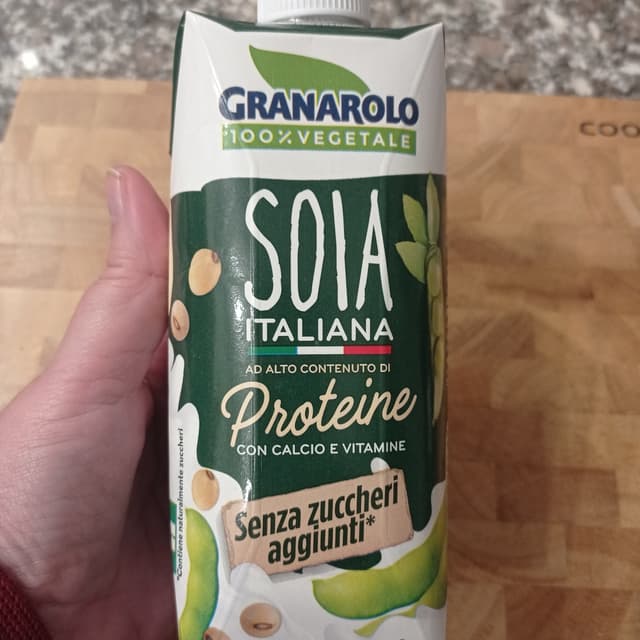 GRANAROLO
100% VEGETALE
SOIA
ITALIANA
AD ALTO CONTENUTO DI
Proteine
CON CALCIO E VITAMINE
Senza zuccheri
aggiunti*
*Contiene naturalmente zuccheri
COO